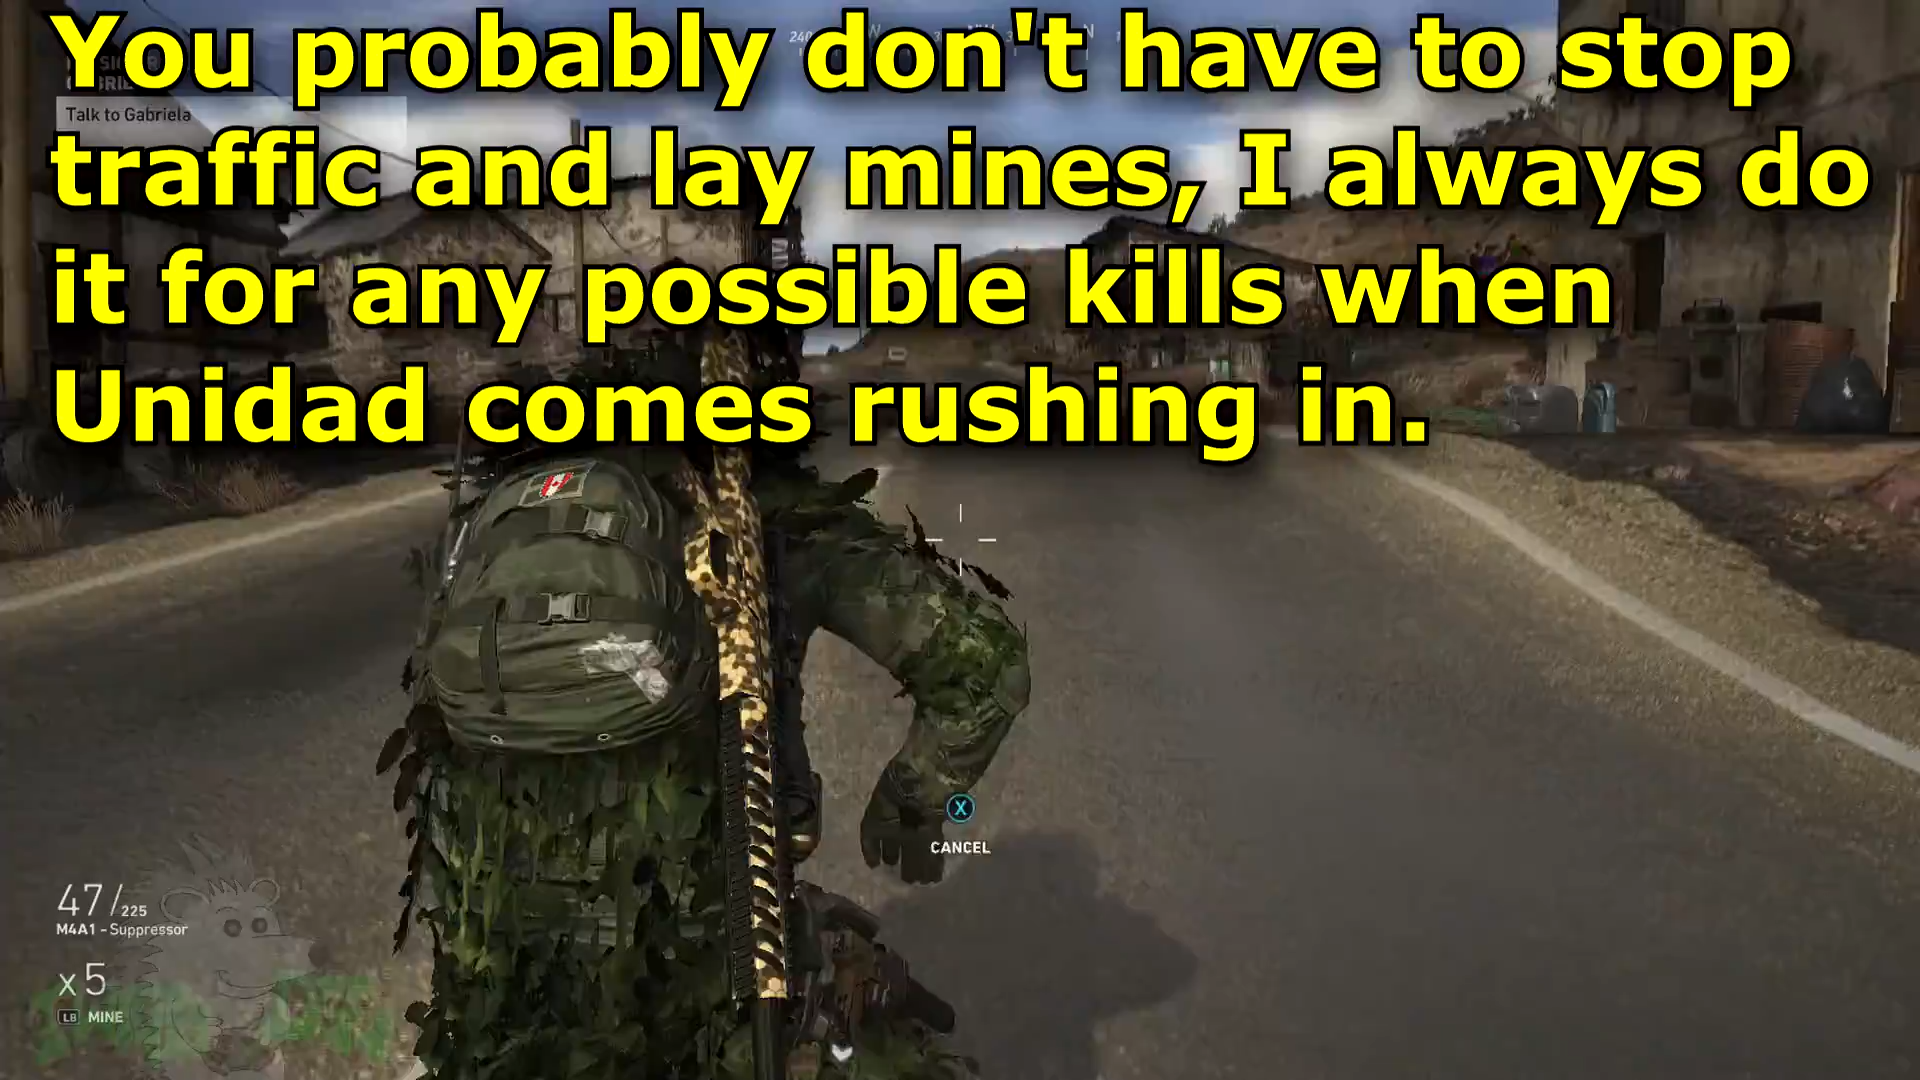 You probably don't have to stop
traffic and lay mines, I always do
it for any possible kills when
Unidad comes rushing in.
Talk to Gabriela
X
CANCEL
47/225
M4A1 - Suppressor
x5
LB MINE